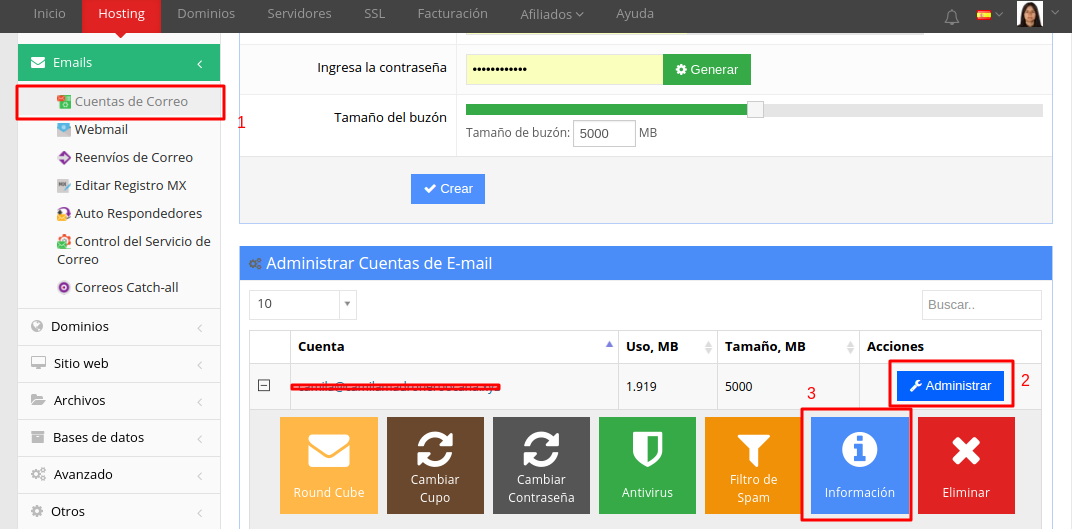 Inicio Hosting Dominios Servidores SSL Facturación Afiliados Ayuda
Emails
Cuentas de Correo
1
Webmail
Reenvíos de Correo
Editar Registro MX
Auto Respondedores
Control del Servicio de
Correo
Correos Catch-all
Dominios
Sitio web
Archivos
Bases de datos
Avanzado
Otros
Ingresa la contraseña
•••••••••••• Generar
Tamaño del buzón
Tamaño de buzón: 5000 MB
Crear
Administrar Cuentas de E-mail
10 Buscar..
Cuenta Uso, MB Tamaño, MB Acciones
1.919 5000 Administrar 2
3
Round Cube
Cambiar
Cupo
Cambiar
Contraseña
Antivirus
Filtro de
Spam
Información
Eliminar